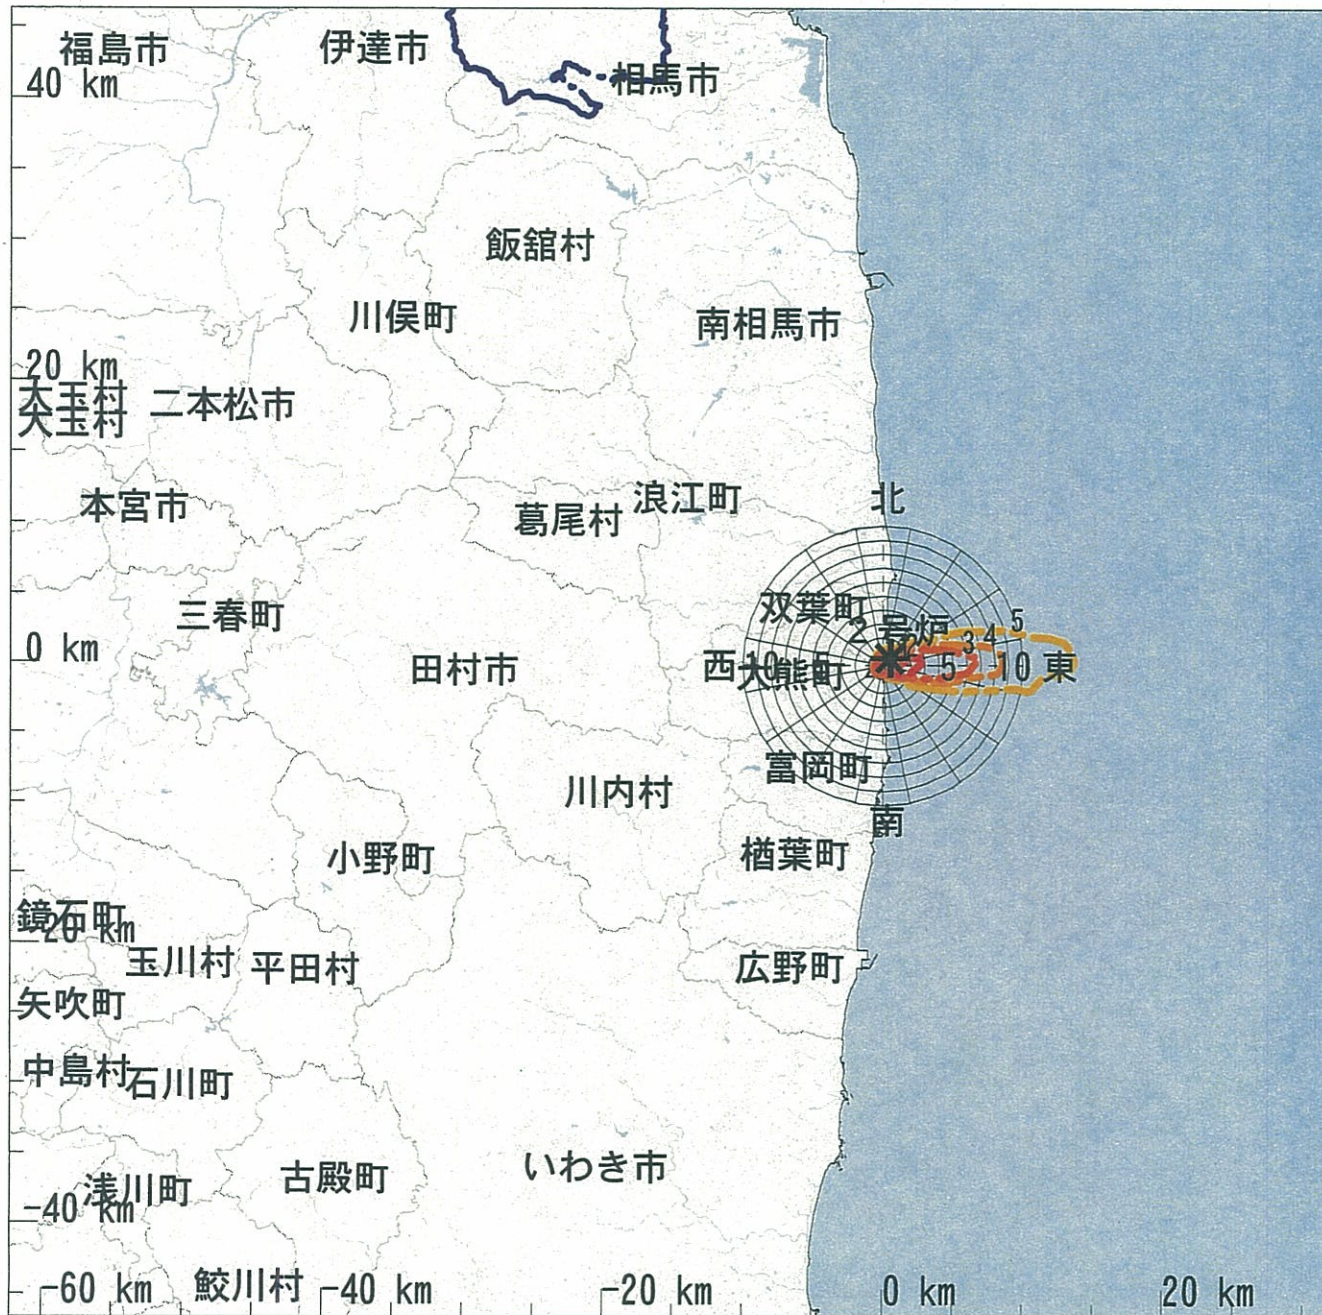 福島市
伊達市
相馬市
40 km
飯舘村
川俣町
南相馬市
20 km
大玉村
二本松市
大玉村
本宮市
葛尾村
浪江町
北
三春町
双葉町
2号炉
3
4
5
0 km
田村市
西
10
5
大熊町
5
10
東
川内村
富岡町
南
小野町
楢葉町
鏡石町
-20 km
玉川村
平田村
広野町
矢吹町
中島村
石川町
いわき市
浅川町
古殿町
-40 km
-60 km
鮫川村
-40 km
-20 km
0 km
20 km